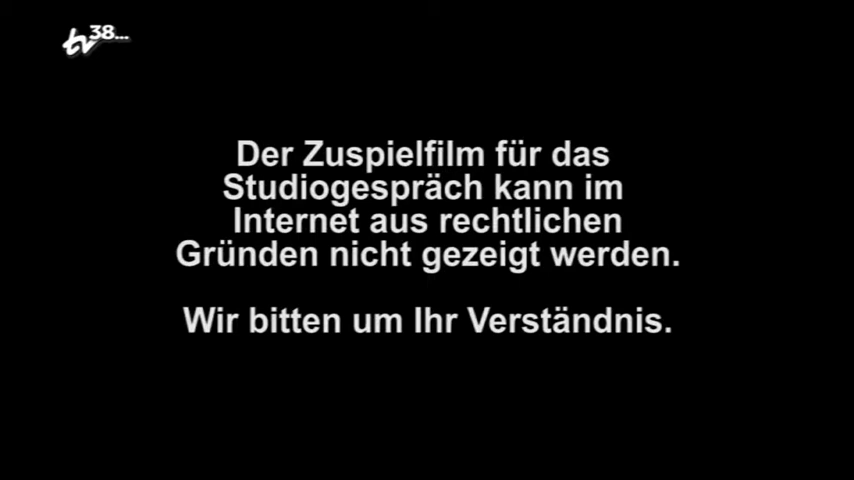 tv38...
Der Zuspielfilm für das
Studiogespräch kann im
Internet aus rechtlichen
Gründen nicht gezeigt werden.
Wir bitten um Ihr Verständnis.